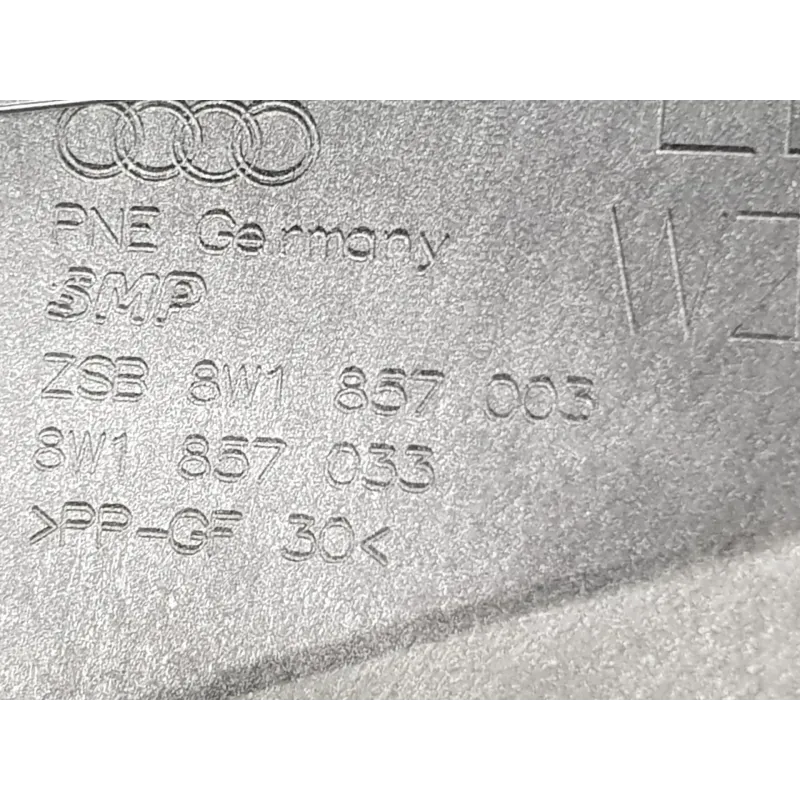 PNE Germany
SMP
ZSB 8W1 857 003
8W1 857 033
>PP-GF 30<